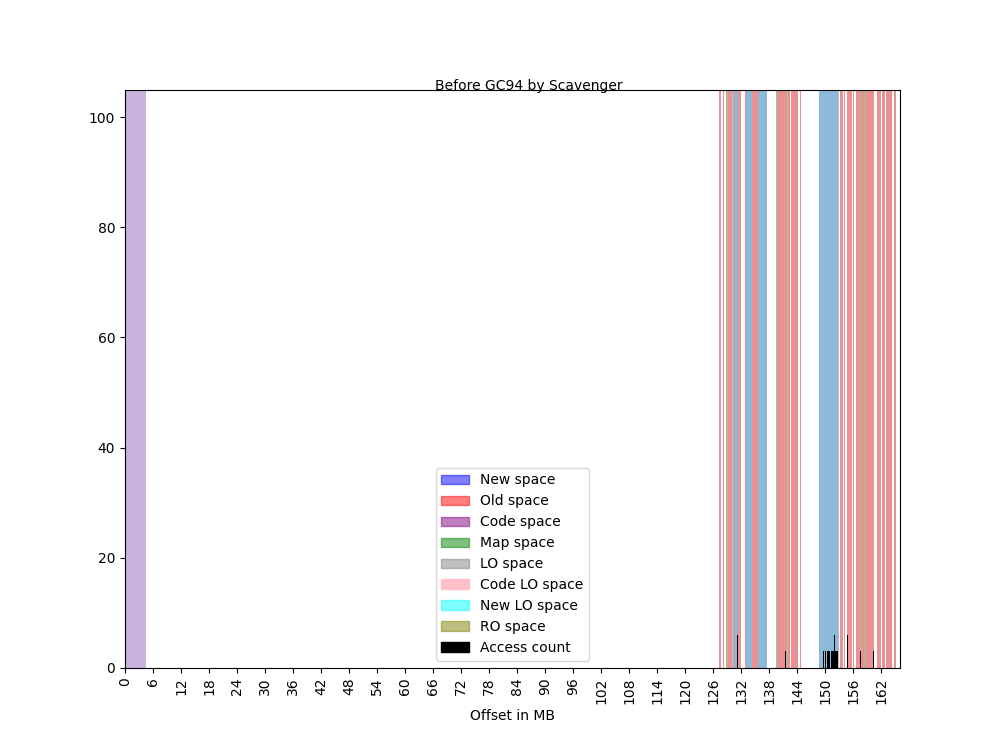 Before GC94 by Scavenger
100
80
60
40
20
0
New space
Old space
Code space
Map space
LO space
Code LO space
New LO space
RO space
Access count
0 6 12 18 24 30 36 42 48 54 60 66 72 78 84 90 96 102 108 114 120 126 132 138 144 150 156 162
Offset in MB